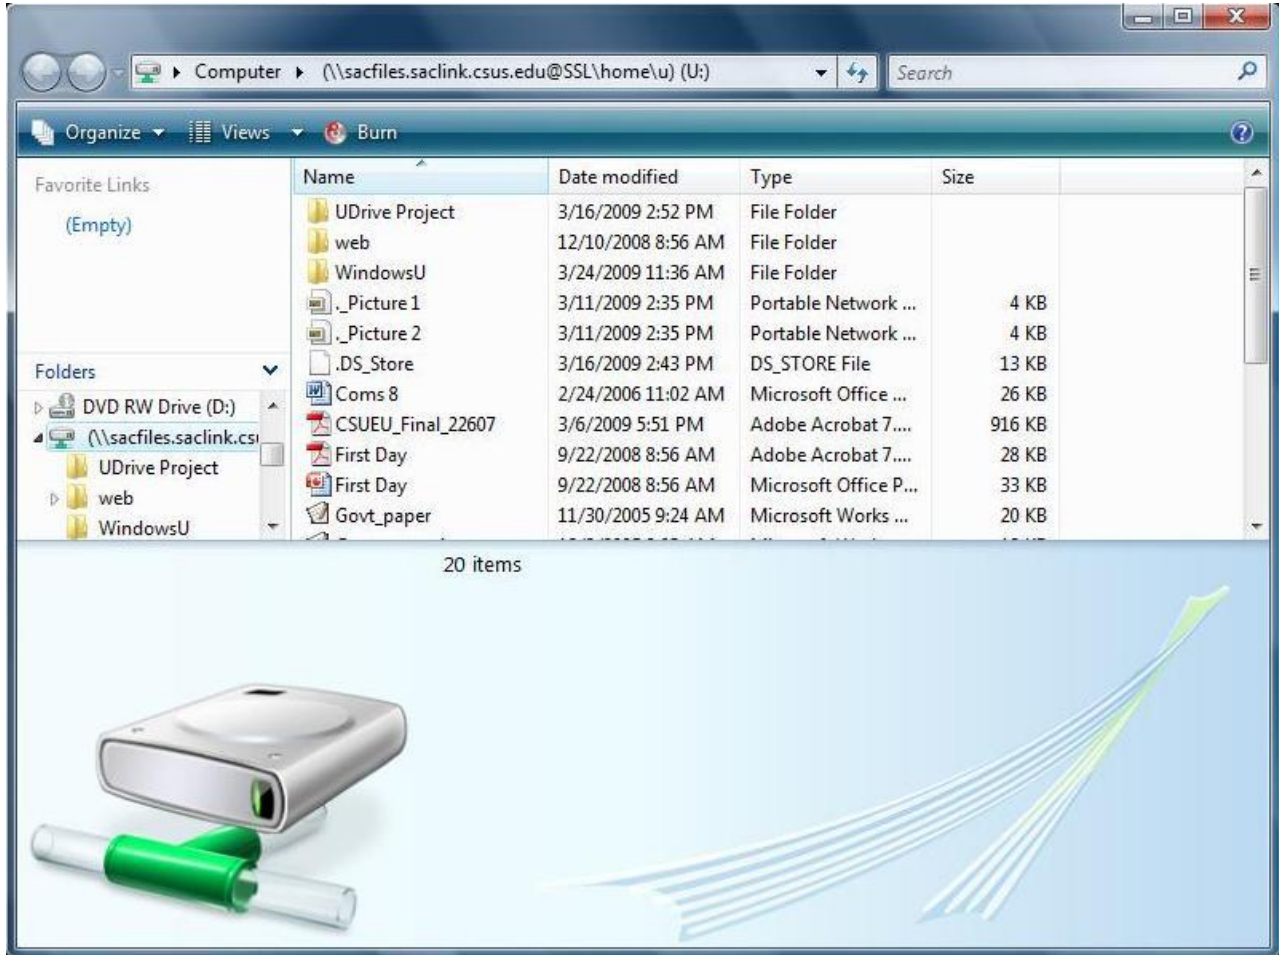 Computer (\\sacfiles.saclink.csus.edu@SSL\home\u) (U:) Search
Organize Views Burn
Favorite Links
(Empty)
Folders
DVD RW Drive (D:)
(\\sacfiles.saclink.csu
UDrive Project
web
WindowsU
Name Date modified Type Size
UDrive Project 3/16/2009 2:52 PM File Folder
web 12/10/2008 8:56 AM File Folder
WindowsU 3/24/2009 11:36 AM File Folder
._Picture 1 3/11/2009 2:35 PM Portable Network ... 4 KB
._Picture 2 3/11/2009 2:35 PM Portable Network ... 4 KB
.DS_Store 3/16/2009 2:43 PM DS_STORE File 13 KB
Coms 8 2/24/2006 11:02 AM Microsoft Office ... 26 KB
CSUEU_Final_22607 3/6/2009 5:51 PM Adobe Acrobat 7.... 916 KB
First Day 9/22/2008 8:56 AM Adobe Acrobat 7.... 28 KB
First Day 9/22/2008 8:56 AM Microsoft Office P... 33 KB
Govt_paper 11/30/2005 9:24 AM Microsoft Works ... 20 KB
20 items